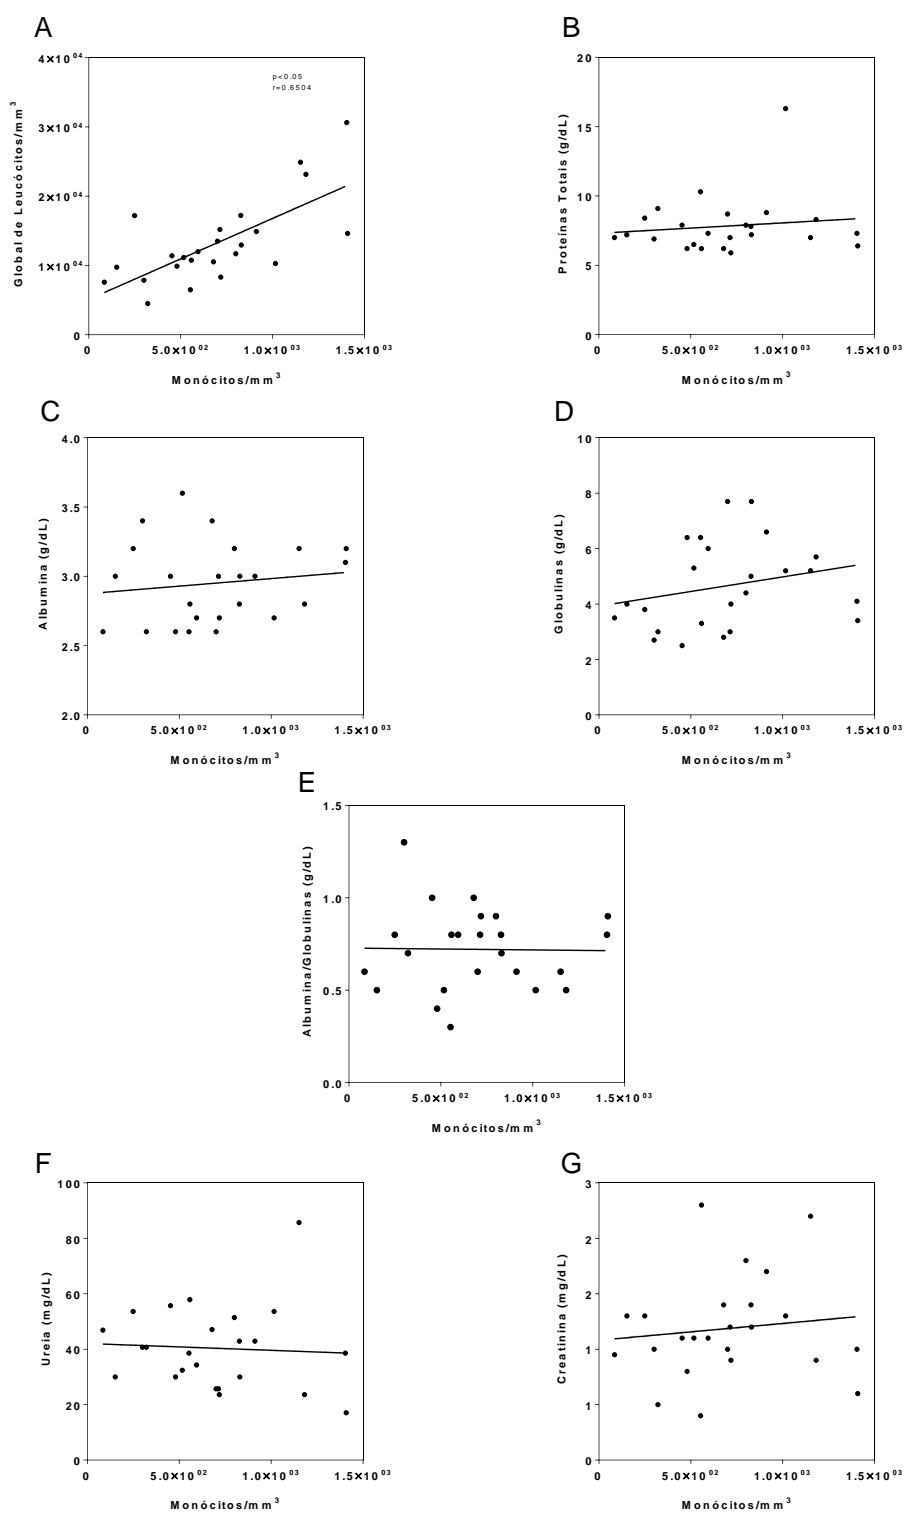 A
4×10⁰⁴
3×10⁰⁴
2×10⁰⁴
1×10⁰⁴
0
Global de Leucócitos/mm³
p<0.05
r=0.6504
0 5.0×10⁰² 1.0×10⁰³ 1.5×10⁰³
Monócitos/mm³
B
20
15
10
5
0
Proteínas Totais (g/dL)
0 5.0×10⁰² 1.0×10⁰³ 1.5×10⁰³
Monócitos/mm³
C
4.0
3.5
3.0
2.5
2.0
Albumina (g/dL)
0 5.0×10⁰² 1.0×10⁰³ 1.5×10⁰³
Monócitos/mm³
D
10
8
6
4
2
0
Globulinas (g/dL)
0 5.0×10⁰² 1.0×10⁰³ 1.5×10⁰³
Monócitos/mm³
E
1.5
1.0
0.5
0.0
Albumina/Globulinas (g/dL)
0 5.0×10⁰² 1.0×10⁰³ 1.5×10⁰³
Monócitos/mm³
F
100
80
60
40
20
0
Ureia (mg/dL)
0 5.0×10⁰² 1.0×10⁰³ 1.5×10⁰³
Monócitos/mm³
G
3
2
2
1
1
0
Creatinina (mg/dL)
0 5.0×10⁰² 1.0×10⁰³ 1.5×10⁰³
Monócitos/mm³